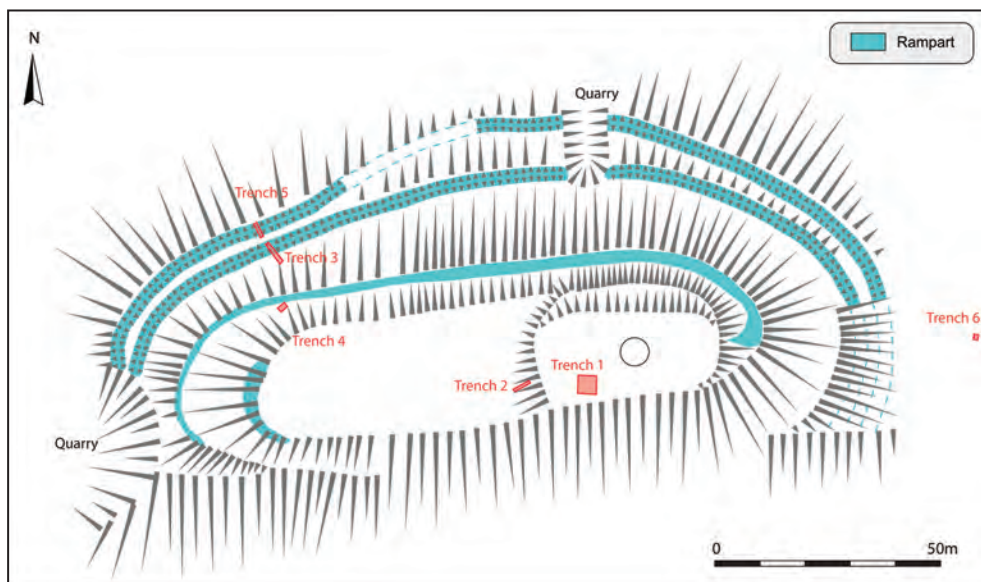 N
Rampart
Quarry
Trench 5
Trench 3
Trench 4
Trench 6
Trench 2
Trench 1
Quarry
0
50m